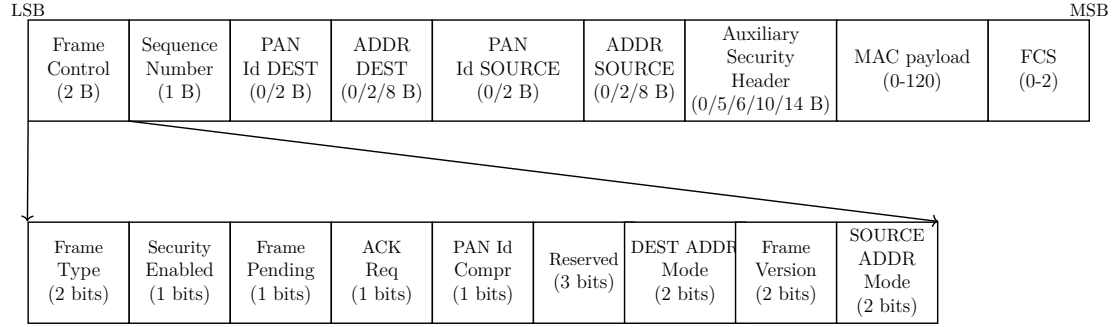 LSB
MSB
Frame
Control
(2 B)
Sequence
Number
(1 B)
PAN
Id DEST
(0/2 B)
ADDR
DEST
(0/2/8 B)
PAN
Id SOURCE
(0/2 B)
ADDR
SOURCE
(0/2/8 B)
Auxiliary
Security
Header
(0/5/6/10/14 B)
MAC payload
(0-120)
FCS
(0-2)
Frame
Type
(2 bits)
Security
Enabled
(1 bits)
Frame
Pending
(1 bits)
ACK
Req
(1 bits)
PAN Id
Compr
(1 bits)
Reserved
(3 bits)
DEST ADDR
Mode
(2 bits)
Frame
Version
(2 bits)
SOURCE
ADDR
Mode
(2 bits)